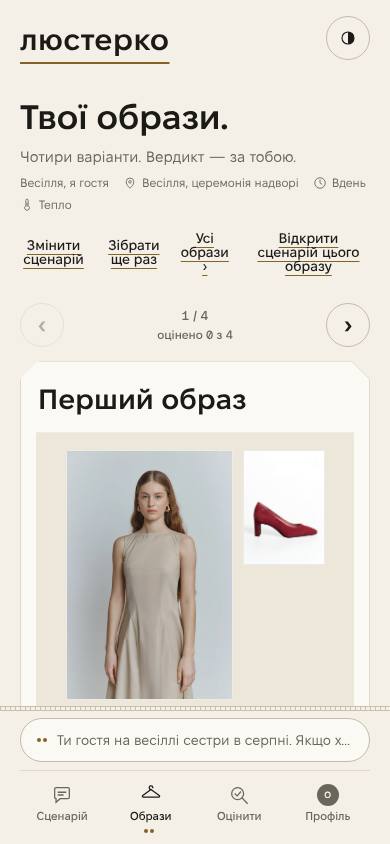 люстерко
Твої образи.
Чотири варіанти. Вердикт — за тобою.
Весілля, я гостя Весілля, церемонія надворі Вдень
Тепло
Змінити сценарій
Зібрати ще раз
Усі образи ›
Відкрити сценарій цього образу
‹ 1 / 4 ›
оцінено 0 з 4
Перший образ
Ти гостя на весіллі сестри в серпні. Якщо х...
О
Сценарій Образи Оцінити Профіль